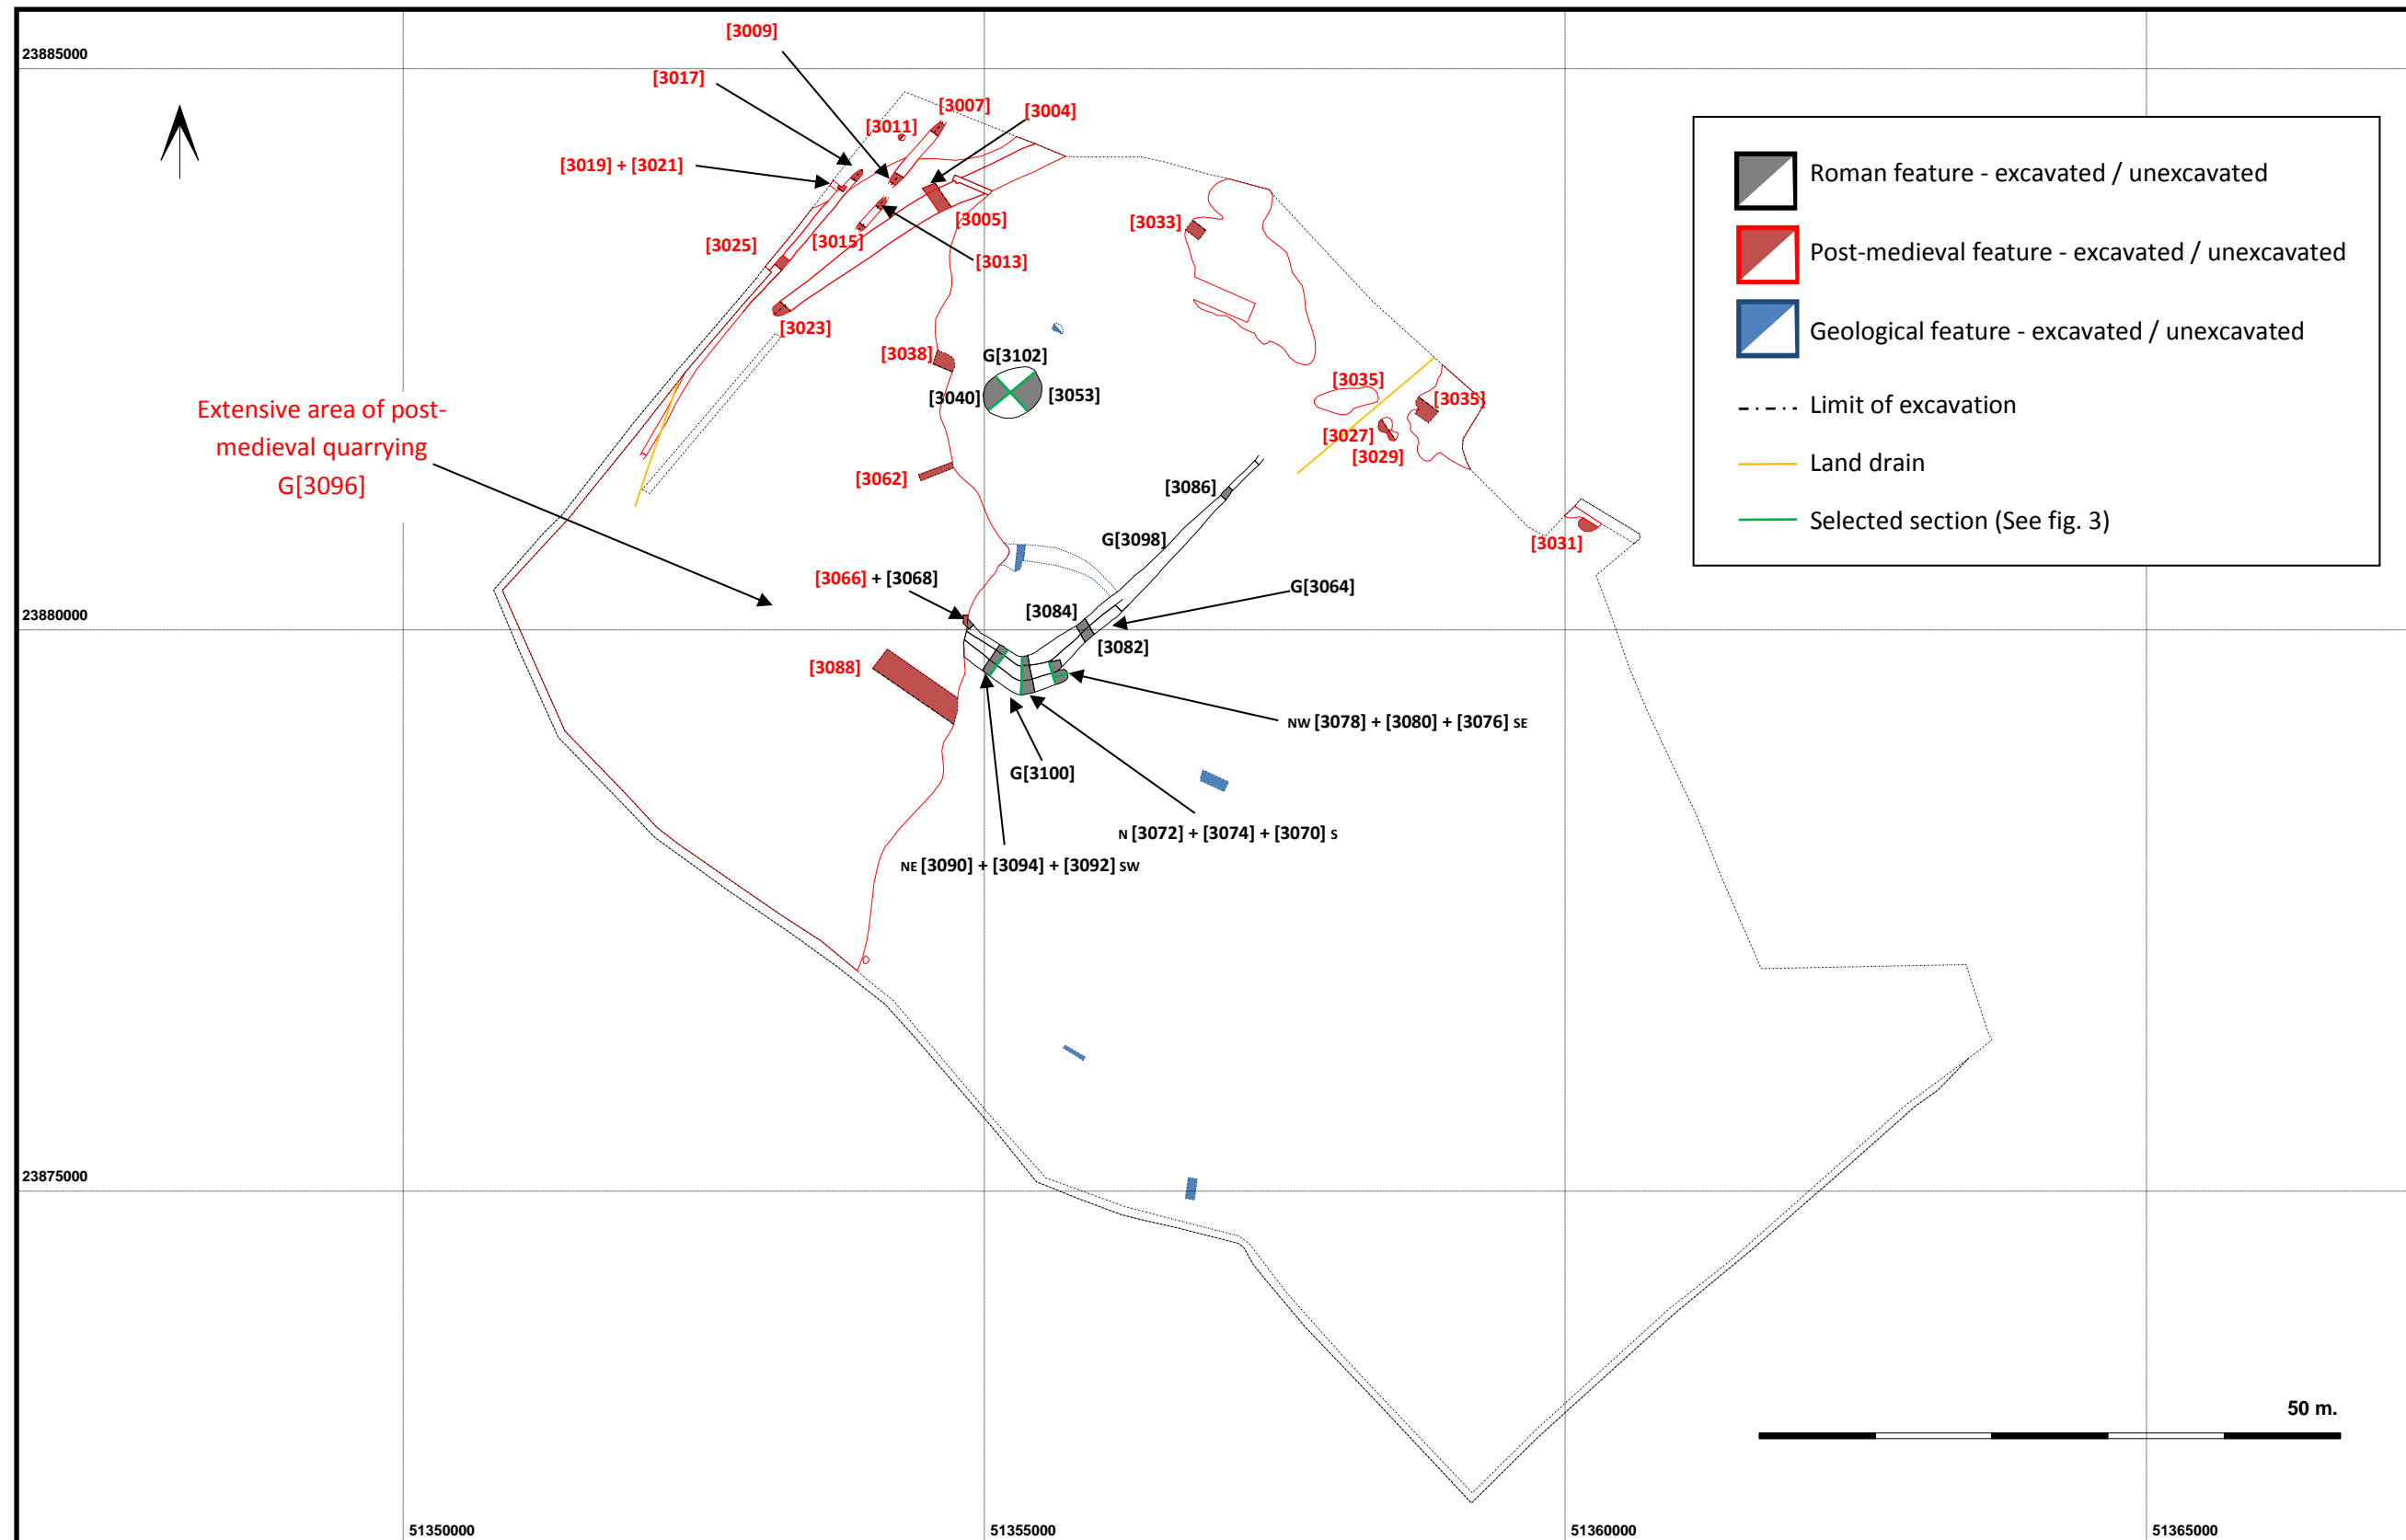 [3009]
23885000
[3017]
[3007]
[3004]
[3011]
[3019] + [3021]
[3005]
[3025]
[3015]
[3013]
[3033]
[3023]
[3038]
G[3102]
[3040]
[3053]
[3035]
[3035]
[3027]
[3029]
Extensive area of post-
medieval quarrying
G[3096]
[3062]
[3086]
G[3098]
[3031]
[3066] + [3068]
G[3064]
[3084]
23880000
[3082]
[3088]
NW [3078] + [3080] + [3076] SE
G[3100]
N [3072] + [3074] + [3070] S
NE [3090] + [3094] + [3092] SW
23875000
Roman feature - excavated / unexcavated
Post-medieval feature - excavated / unexcavated
Geological feature - excavated / unexcavated
Limit of excavation
Land drain
Selected section (See fig. 3)
50 m.
51350000
51355000
51360000
51365000